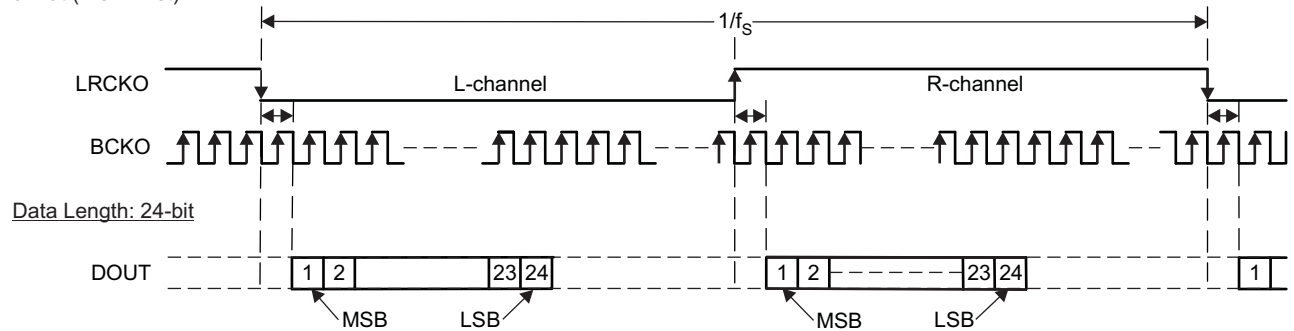 1/fS
LRCKO
L-channel
R-channel
BCKO
Data Length: 24-bit
DOUT
1 2 23 24
1 2 23 24
1
MSB
LSB
MSB
LSB